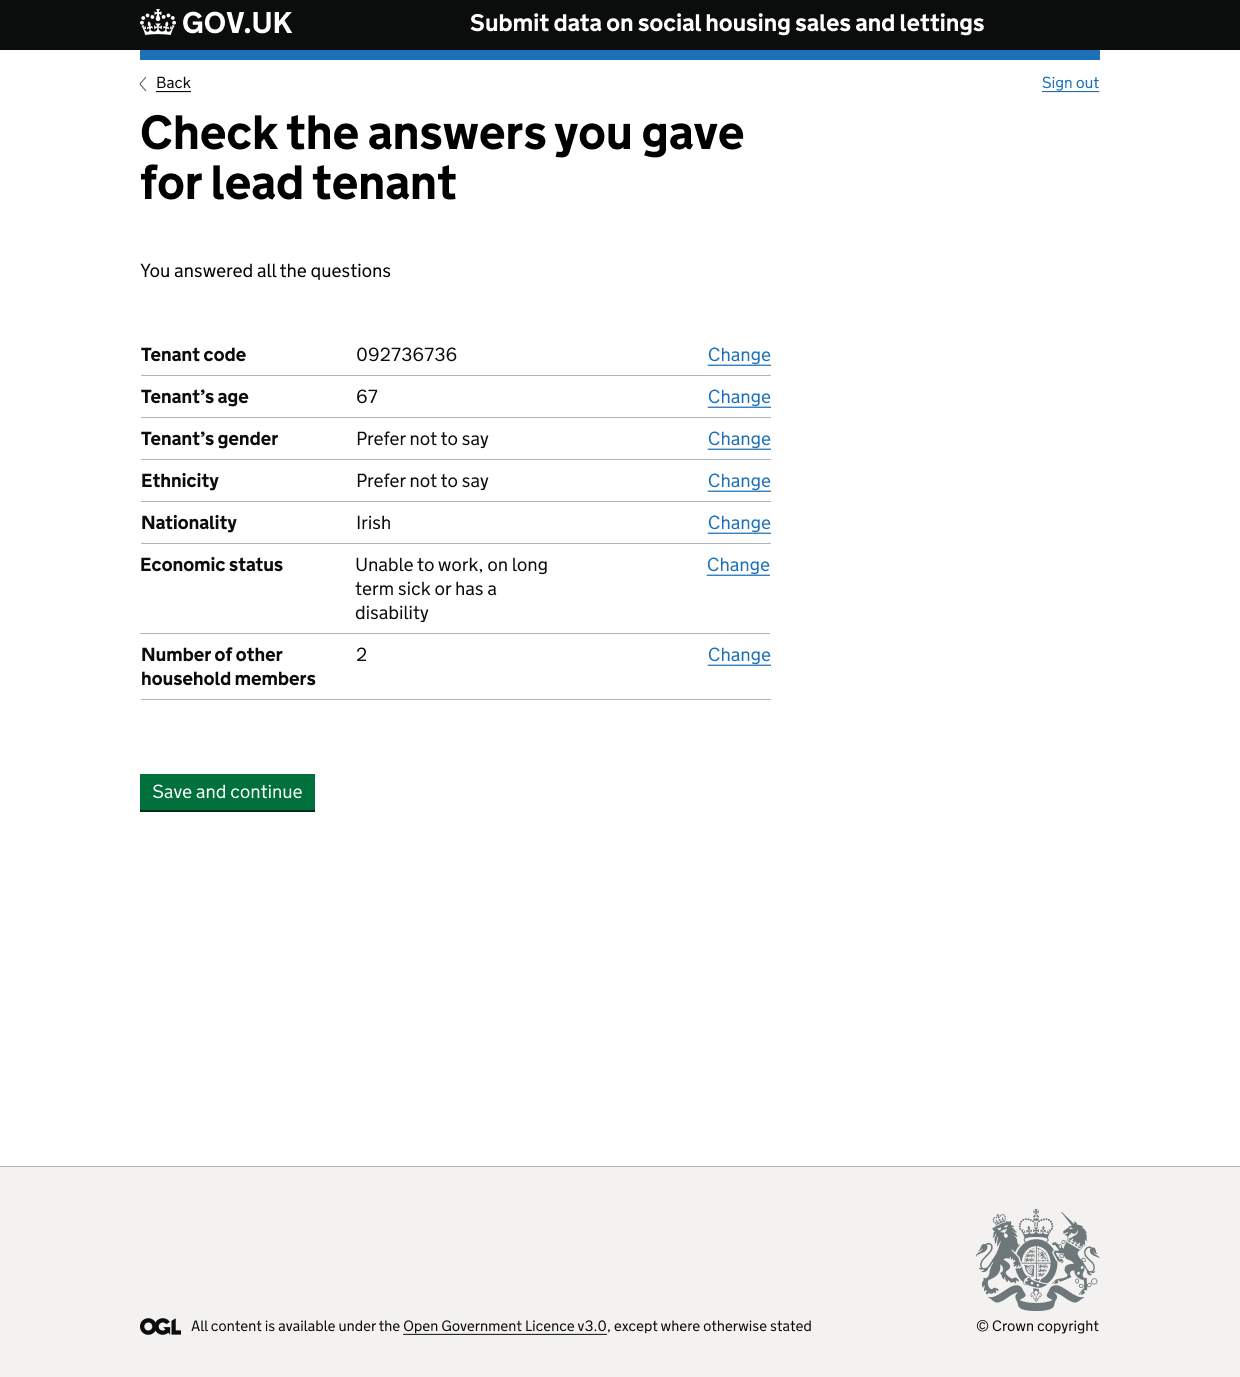 GOV.UK
Submit data on social housing sales and lettings
Back
Sign out
Check the answers you gave
for lead tenant
You answered all the questions
Tenant code 092736736 Change
Tenant’s age 67 Change
Tenant’s gender Prefer not to say Change
Ethnicity Prefer not to say Change
Nationality Irish Change
Economic status Unable to work, on long Change
term sick or has a
disability
Number of other 2 Change
household members
Save and continue
OGL All content is available under the Open Government Licence v3.0, except where otherwise stated
© Crown copyright